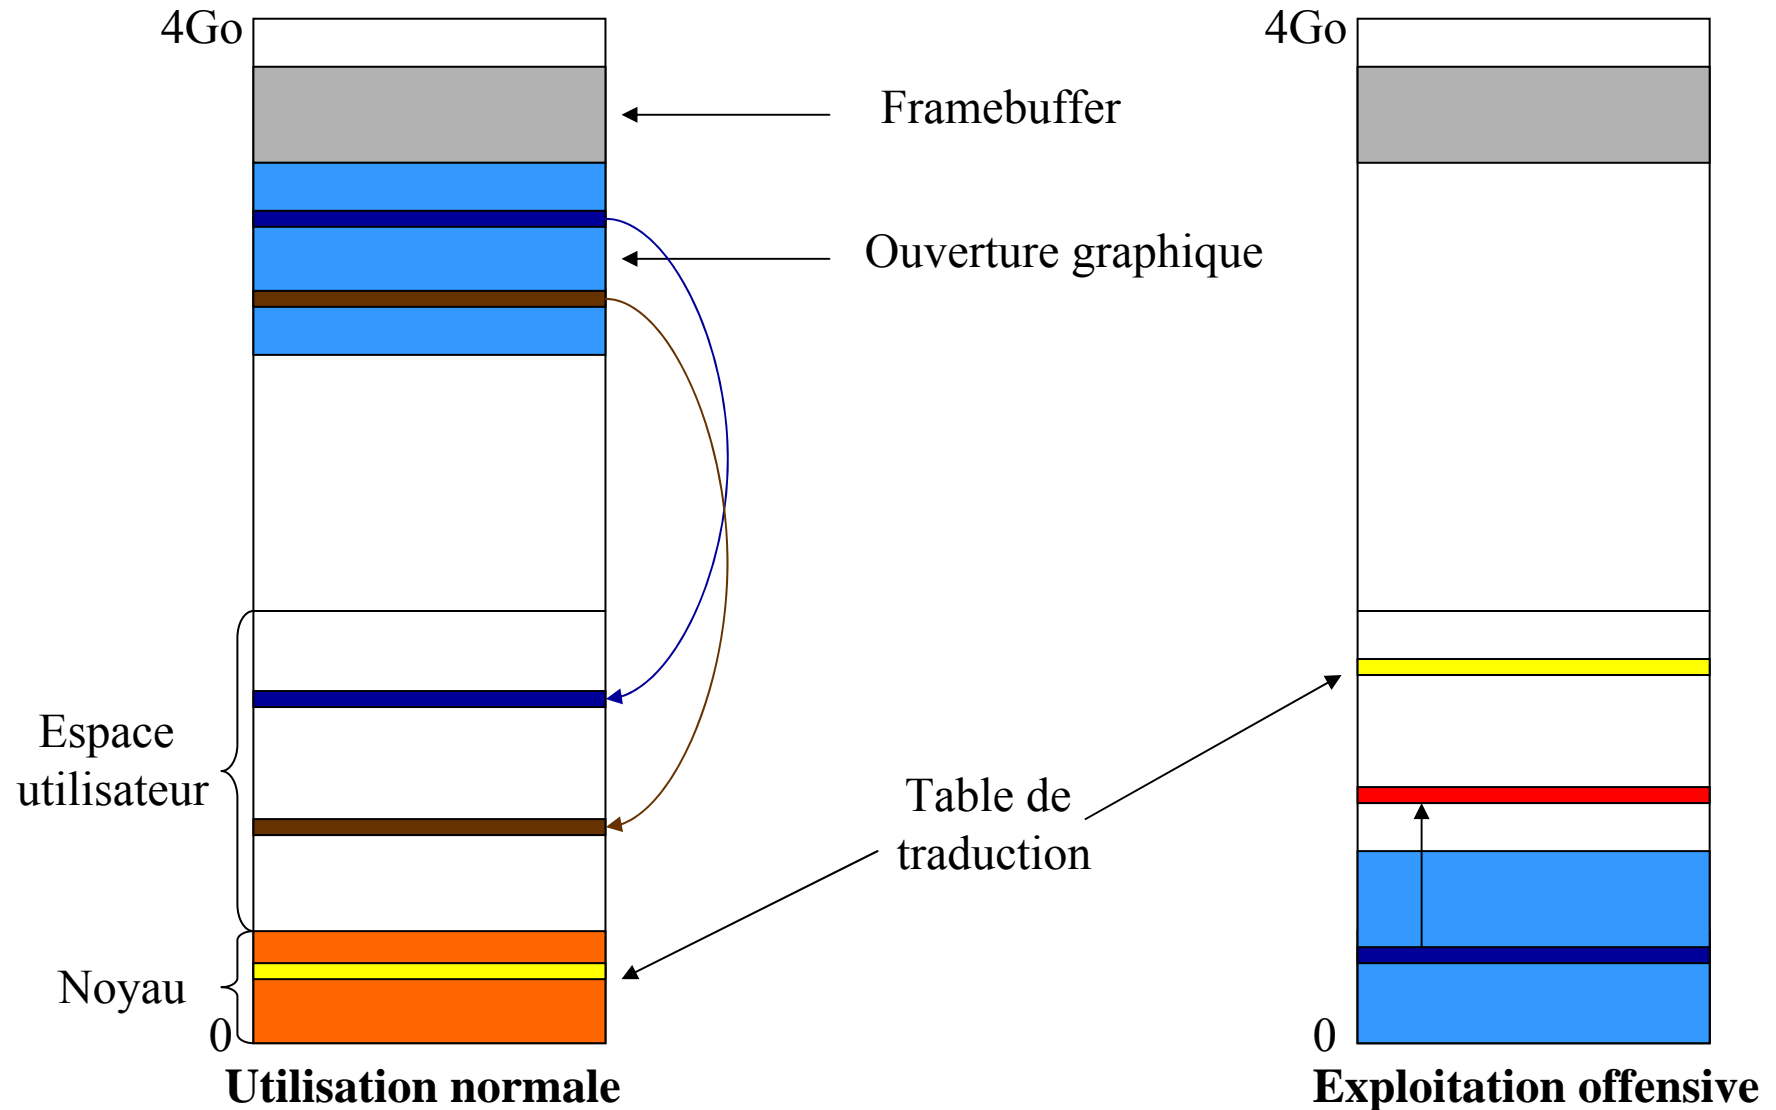 4Go
4Go
Framebuffer
Ouverture graphique
Espace
utilisateur
Table de
traduction
Noyau
0
0
Utilisation normale
Exploitation offensive